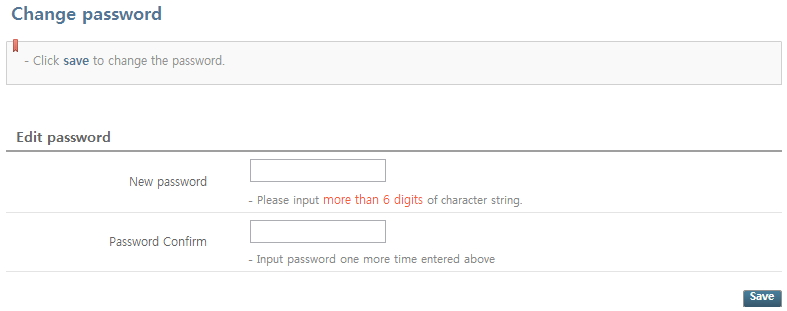 Change password
- Click save to change the password.
Edit password
New password
- Please input more than 6 digits of character string.
Password Confirm
- Input password one more time entered above
Save